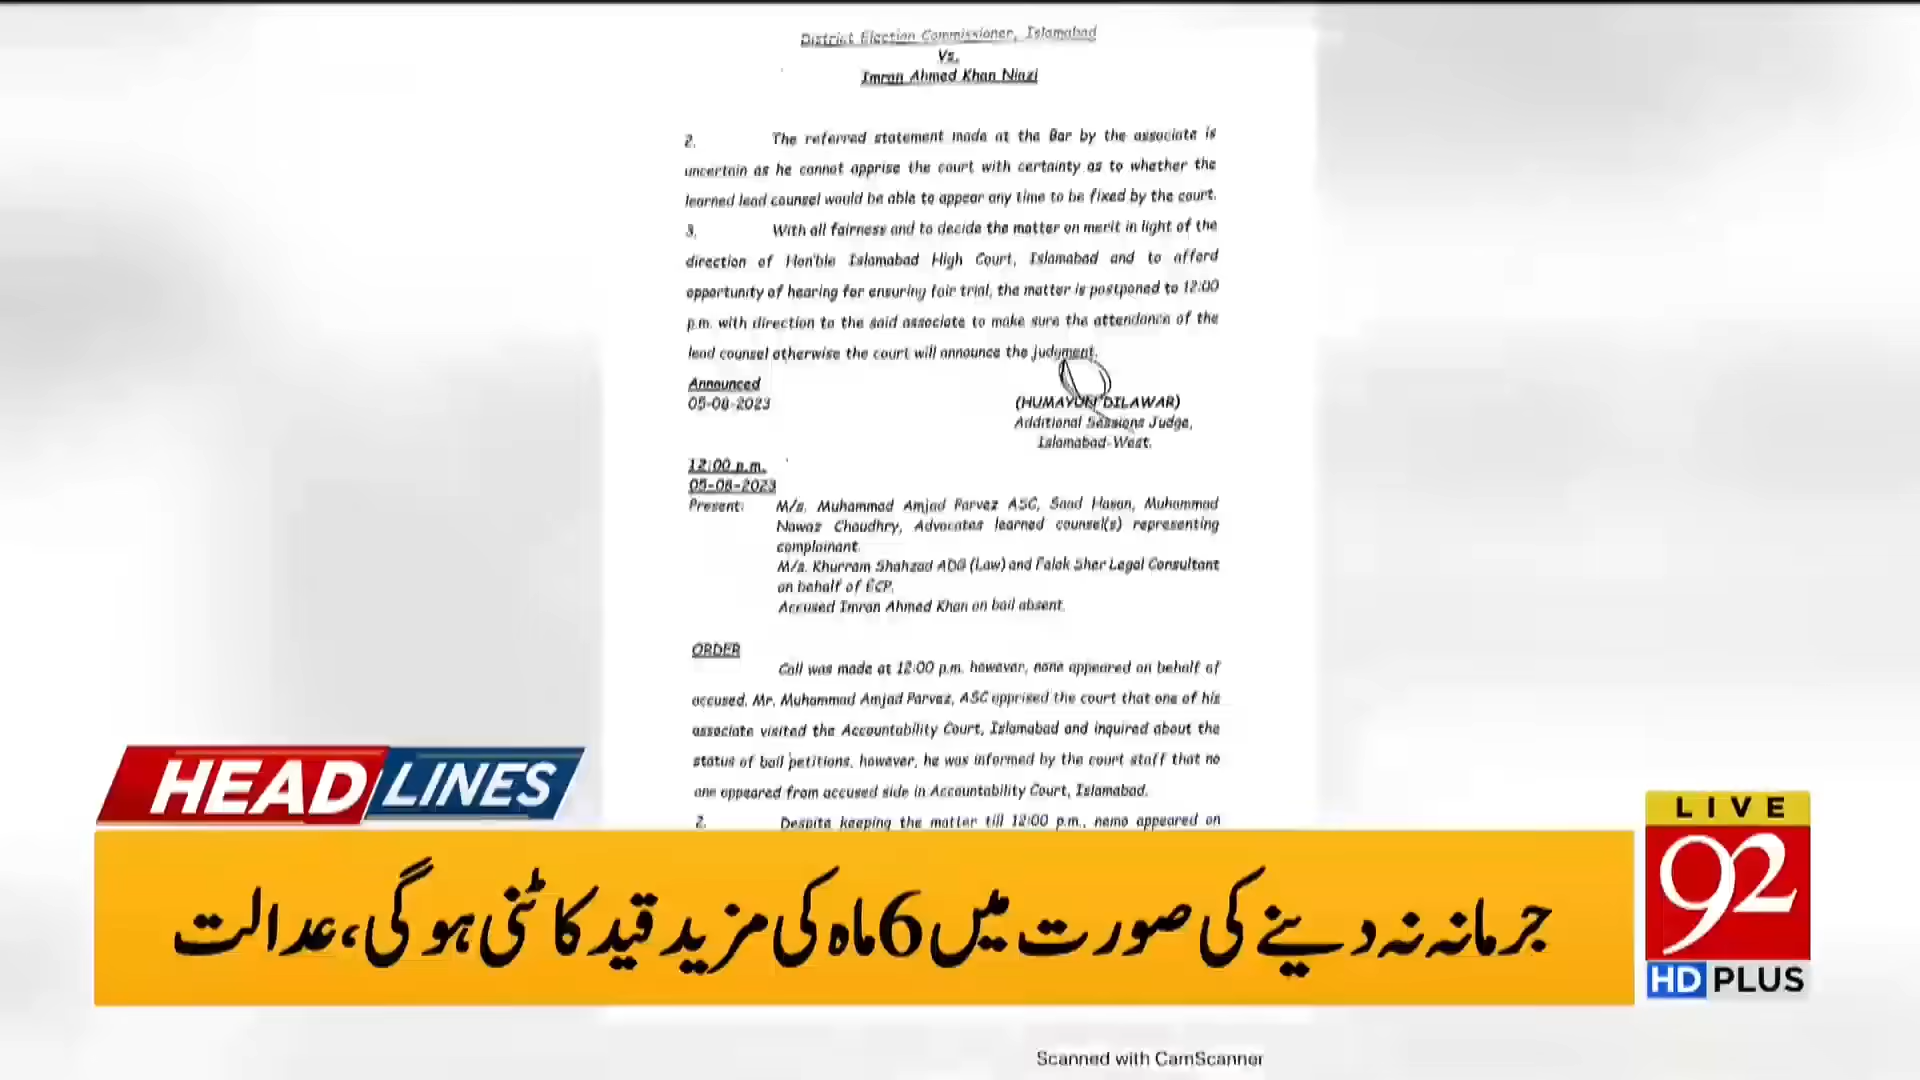 District Election Commissioner, Islamabad
Vs.
Imran Ahmed Khan Niazi
2. The referred statement made at the Bar by the associate is
uncertain as he cannot apprise the court with certainty as to whether the
learned lead counsel would be able to appear any time to be fixed by the court.
3. With all fairness and to decide the matter on merit in light of the
direction of Hon'ble Islamabad High Court, Islamabad and to afford
opportunity of hearing for ensuring fair trial, the matter is postponed to 12:00
p.m. with direction to the said associate to make sure the attendance of the
lead counsel otherwise the court will announce the judgment.
Announced
05-08-2023
(HUMAYUN DILAWAR)
Additional Sessions Judge,
Islamabad-West.
12:00 p.m.
05-08-2023
Present: M/s. Muhammad Amjad Parvez ASC, Saad Hasan, Muhammad
Nawaz Chaudhry, Advocates learned counsel(s) representing
complainant.
M/s. Khurram Shahzad ADG (Law) and Falak Sher Legal Consultant
on behalf of ECP.
Accused Imran Ahmed Khan on bail absent.
ORDER
Call was made at 12:00 p.m. however, none appeared on behalf of
accused. Mr. Muhammad Amjad Parvez, ASC apprised the court that one of his
associate visited the Accountability Court, Islamabad and inquired about the
status of bail petitions, however, he was informed by the court staff that no
one appeared from accused side in Accountability Court, Islamabad.
2. Despite keeping the matter till 12:00 p.m., nemo appeared on
HEADLINES
جرمانہ نہ دینے کی صورت میں 6 ماہ کی مزید قید کاٹنی ہو گی، عدالت
LIVE
92
HD PLUS
Scanned with CamScanner